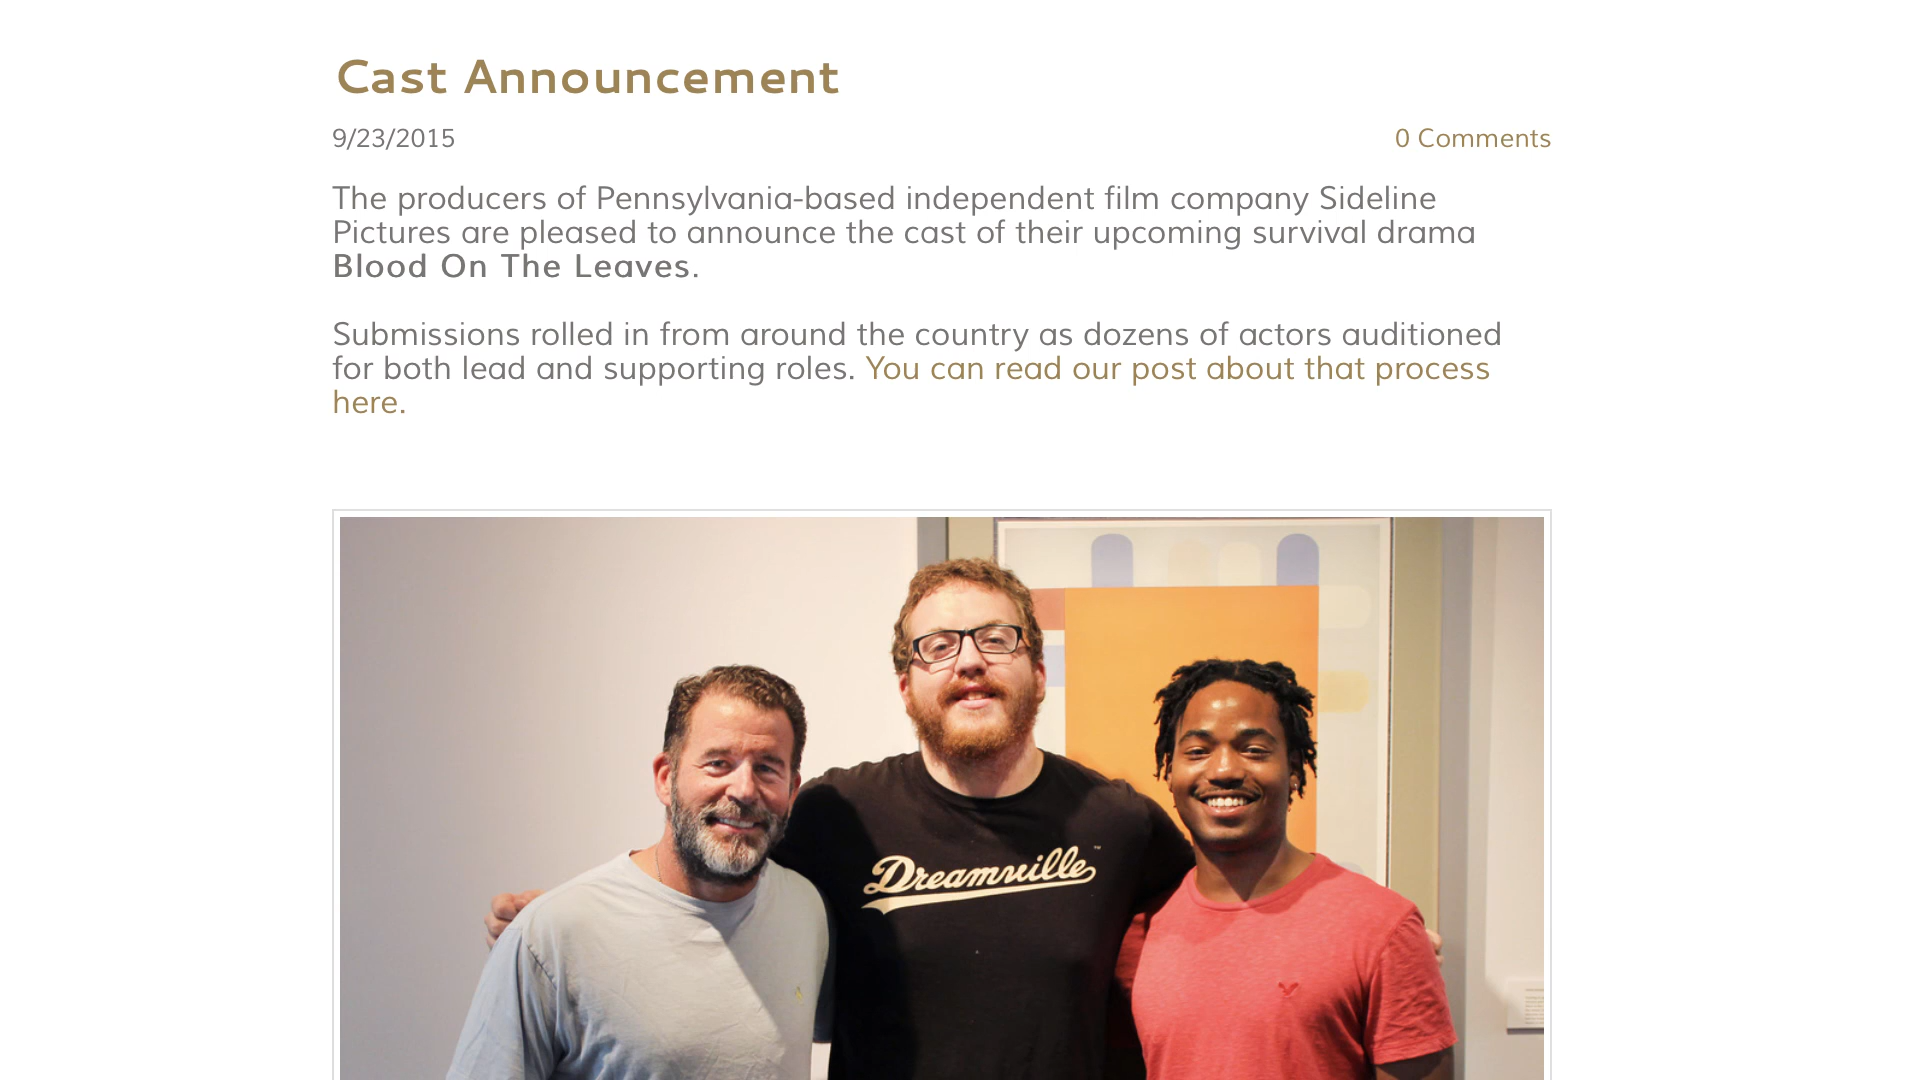 Cast Announcement
9/23/2015
0 Comments
The producers of Pennsylvania-based independent film company Sideline
Pictures are pleased to announce the cast of their upcoming survival drama
Blood On The Leaves.
Submissions rolled in from around the country as dozens of actors auditioned
for both lead and supporting roles. You can read our post about that process
here.
Dreamville